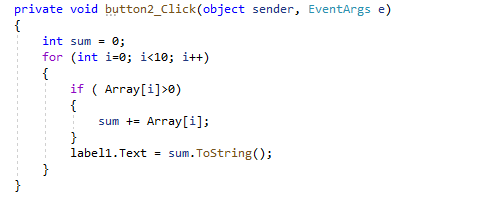 private void button2_Click(object sender, EventArgs e)
{
    int sum = 0;
    for (int i=0; i<10; i++)
    {
        if ( Array[i]>0)
        {
            sum += Array[i];
        }
        label1.Text = sum.ToString();
    }
}